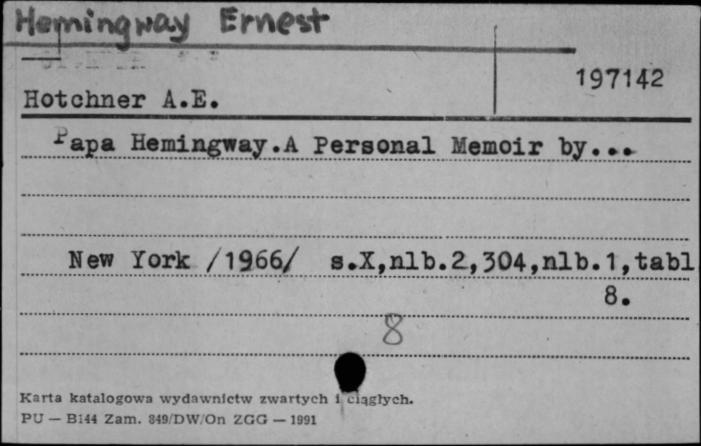 Hemingway Ernest
197142
Hotchner A.E.
Papa Hemingway.A Personal Memoir by...
New York /1966/ s.X,nlb.2,304,nlb.1,tabl
8.
8
Karta katalogowa wydawnictw zwartych i ciągłych.
PU — B144 Zam. 849/DW/On ZGG — 1991